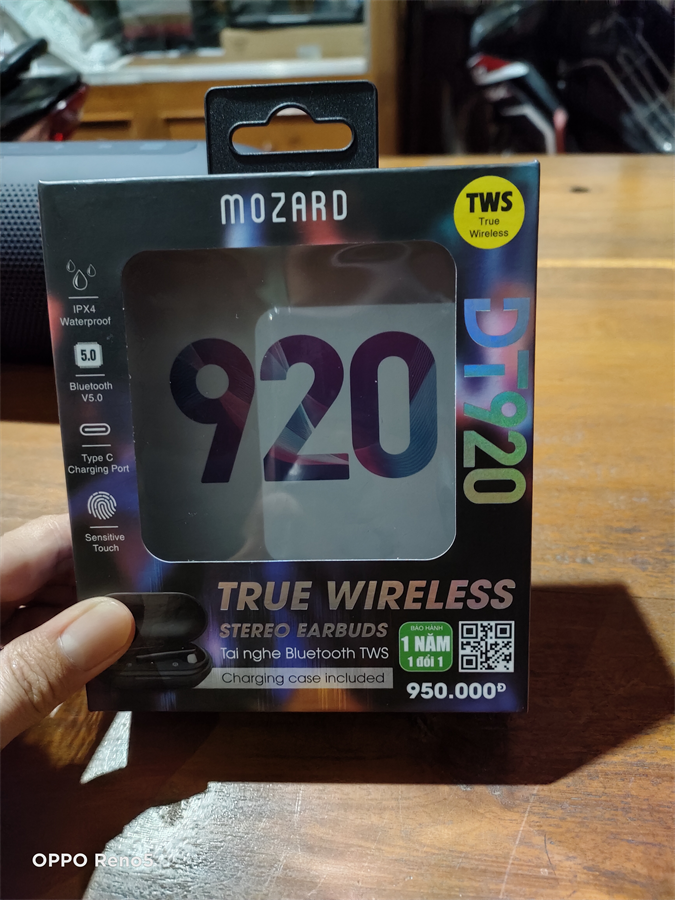 MOZARD
TWS
True
Wireless
IPX4
Waterproof
5.0
Bluetooth
V5.0
Type C
Charging Port
Sensitive
Touch
920
DT920
TRUE WIRELESS
STEREO EARBUDS
Tai nghe Bluetooth TWS
Charging case included
BẢO HÀNH
1 NĂM
1 đổi 1
950.000Đ
OPPO Reno5